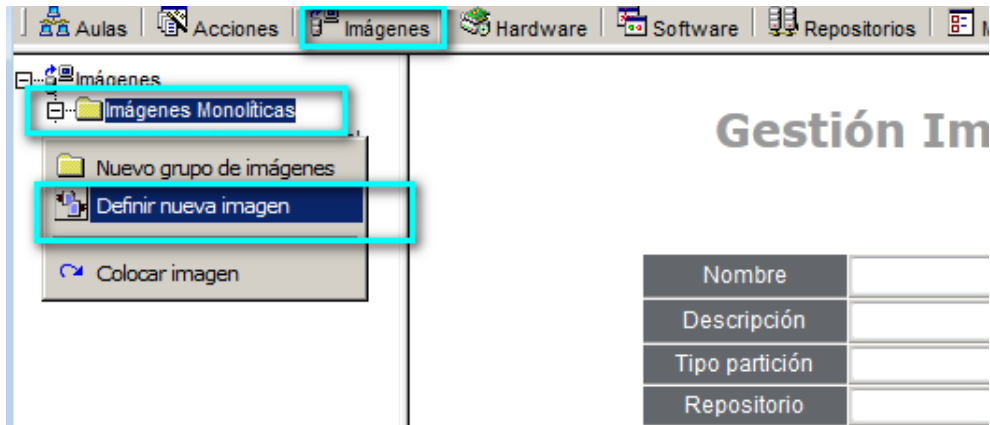 Aulas Acciones Imágenes Hardware Software Repositorios
Imágenes
Imágenes Monolíticas
Nuevo grupo de imágenes
Definir nueva imagen
Colocar imagen
Gestión Im
Nombre
Descripción
Tipo partición
Repositorio